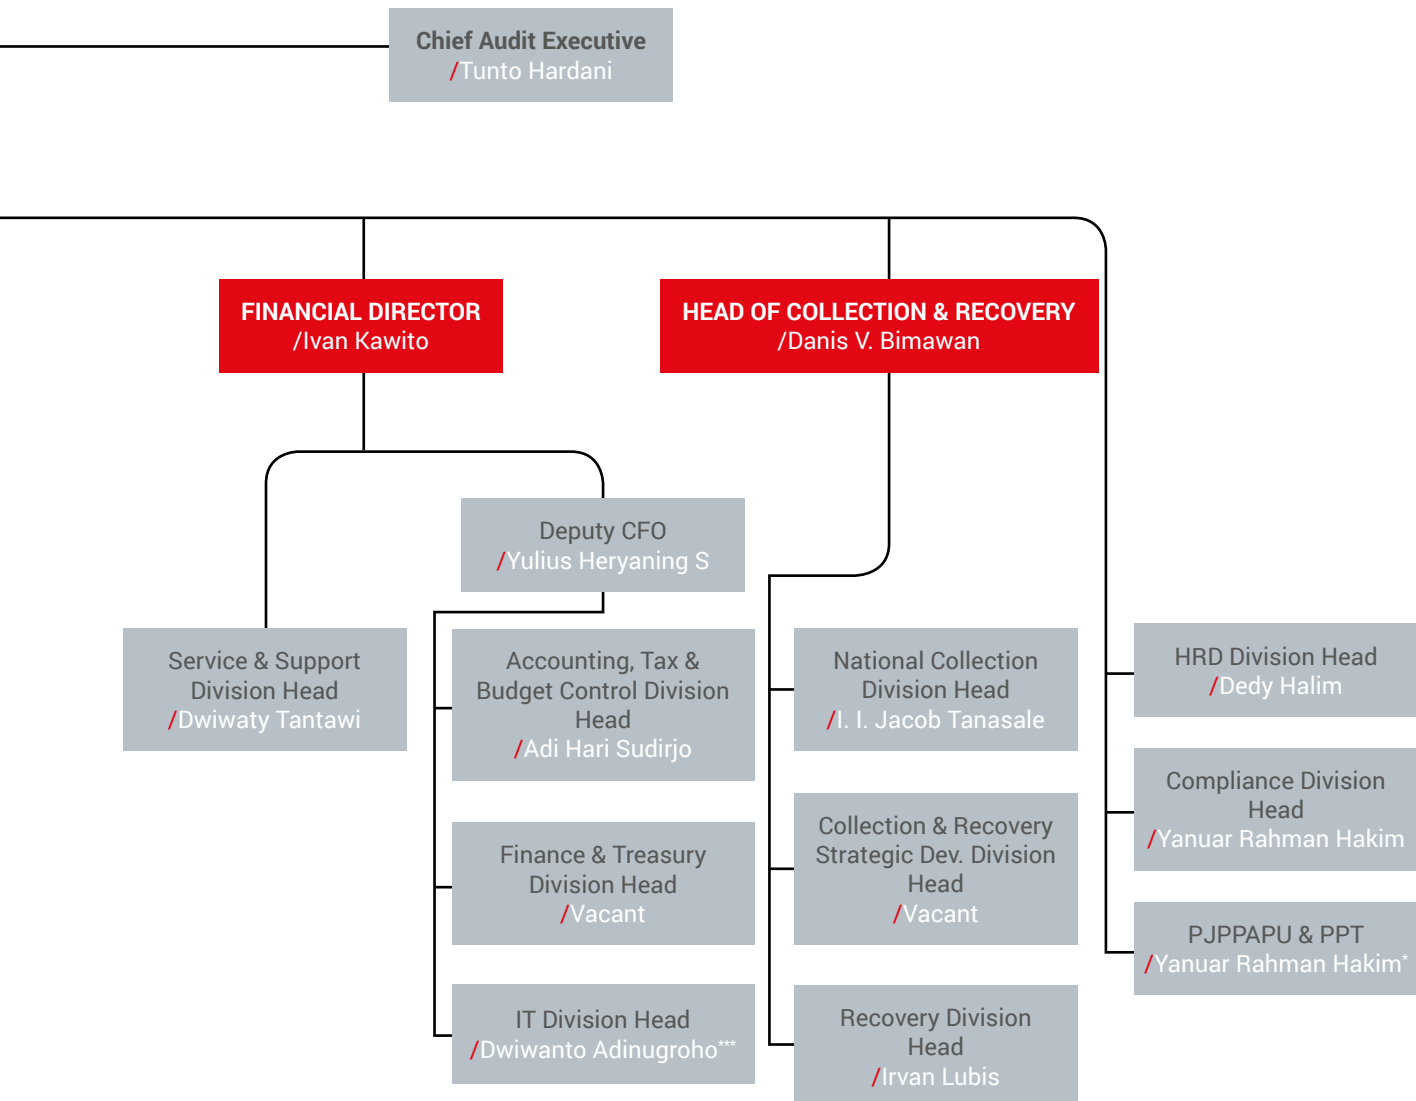 Chief Audit Executive
/Tunto Hardani
FINANCIAL DIRECTOR
/Ivan Kawito
HEAD OF COLLECTION & RECOVERY
/Danis V. Bimawan
Deputy CFO
/Yulius Heryaning S
Service & Support
Division Head
/Dwiwaty Tantawi
Accounting, Tax &
Budget Control Division
Head
/Adi Hari Sudirjo
Finance & Treasury
Division Head
/Vacant
IT Division Head
/Dwiwanto Adinugroho***
National Collection
Division Head
/I. I. Jacob Tanasale
Collection & Recovery
Strategic Dev. Division
Head
/Vacant
Recovery Division
Head
/Irvan Lubis
HRD Division Head
/Dedy Halim
Compliance Division
Head
/Yanuar Rahman Hakim
PJPPAPU & PPT
/Yanuar Rahman Hakim*